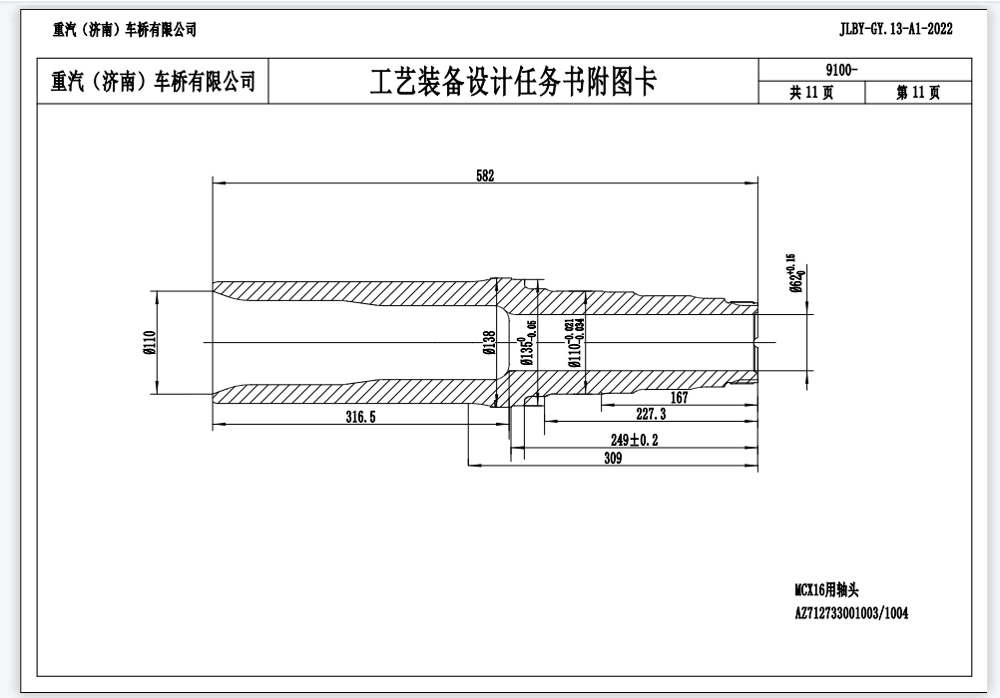 重汽（济南）车桥有限公司
JLBY-GY.13-A1-2022
重汽（济南）车桥有限公司
工艺装备设计任务书附图卡
9100-
共 11 页
第 11 页
582
Ø62+0.15 0
Ø110
Ø138
Ø135 0 -0.05
Ø110-0.021 -0.034
167
316.5
227.3
249±0.2
309
MCX16用轴头
AZ712733001003/1004